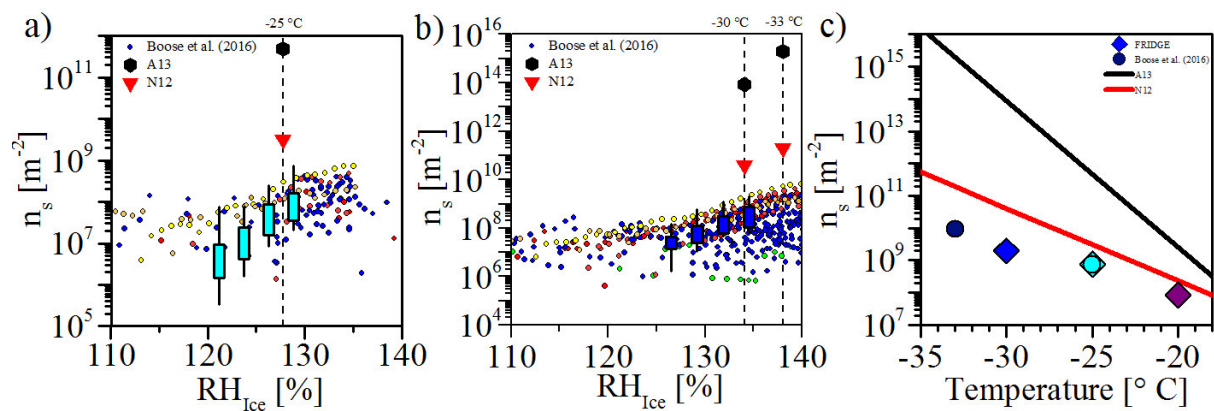 a)
-25 °C
Boose et al. (2016)
A13
N12
10^11
10^9
10^7
10^5
n_s [m^-2]
110 120 130 140
RH_Ice [%]
b)
-30 °C -33 °C
Boose et al. (2016)
A13
N12
10^16
10^14
10^12
10^10
10^8
10^6
10^4
n_s [m^-2]
110 120 130 140
RH_Ice [%]
c)
FRIDGE
Boose et al. (2016)
A13
N12
10^15
10^13
10^11
10^9
10^7
n_s [m^-2]
-35 -30 -25 -20
Temperature [° C]